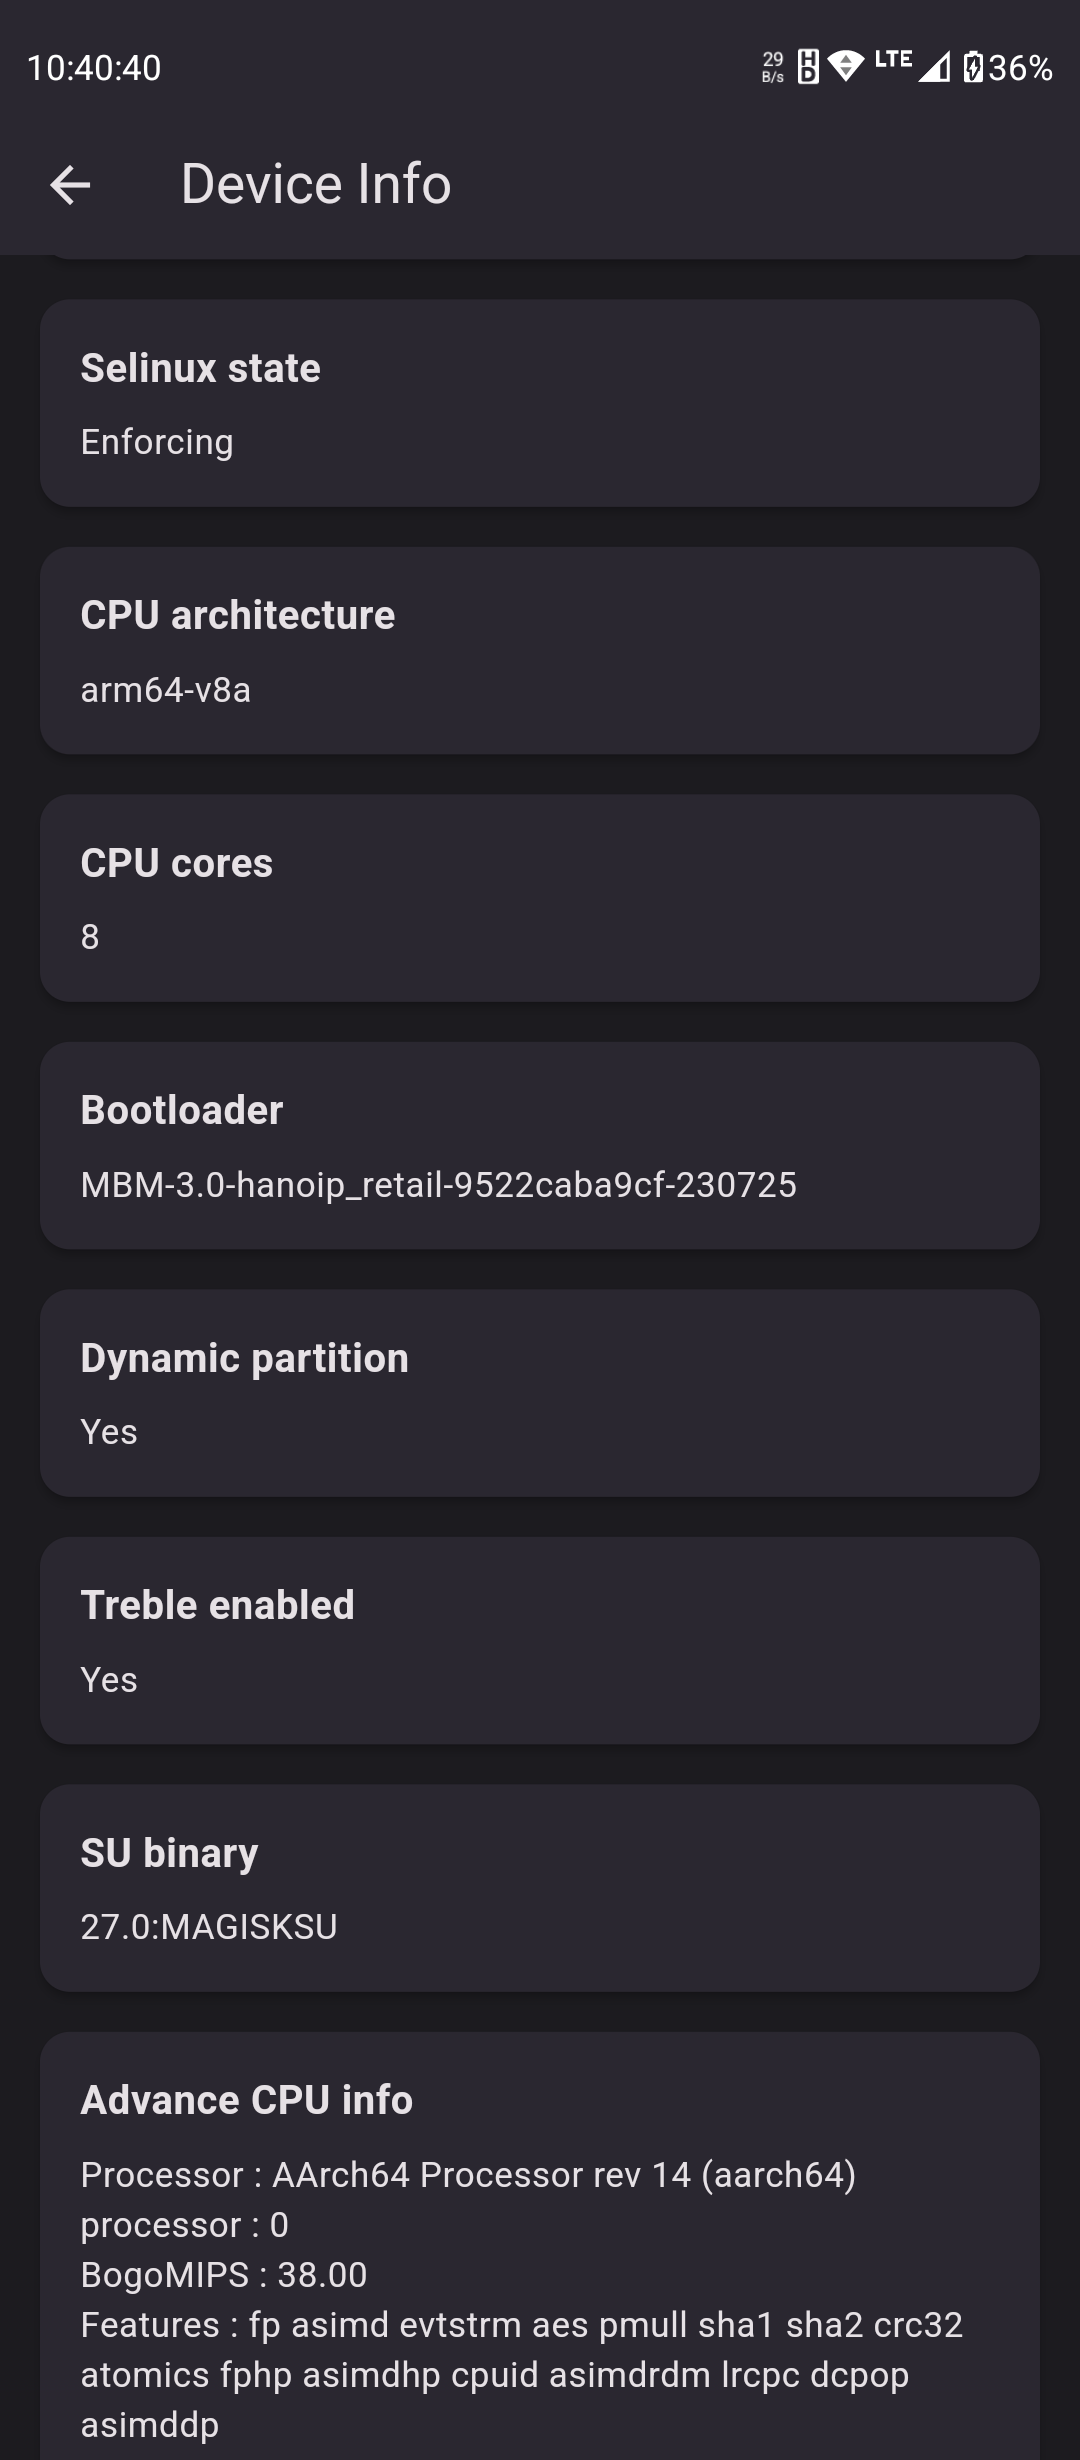 10:40:40
29
B/s
HD
LTE
36%
Device Info
Selinux state
Enforcing
CPU architecture
arm64-v8a
CPU cores
8
Bootloader
MBM-3.0-hanoip_retail-9522caba9cf-230725
Dynamic partition
Yes
Treble enabled
Yes
SU binary
27.0:MAGISKSU
Advance CPU info
Processor : AArch64 Processor rev 14 (aarch64)
processor : 0
BogoMIPS : 38.00
Features : fp asimd evtstrm aes pmull sha1 sha2 crc32
atomics fphp asimdhp cpuid asimdrdm lrcpc dcpop
asimddp